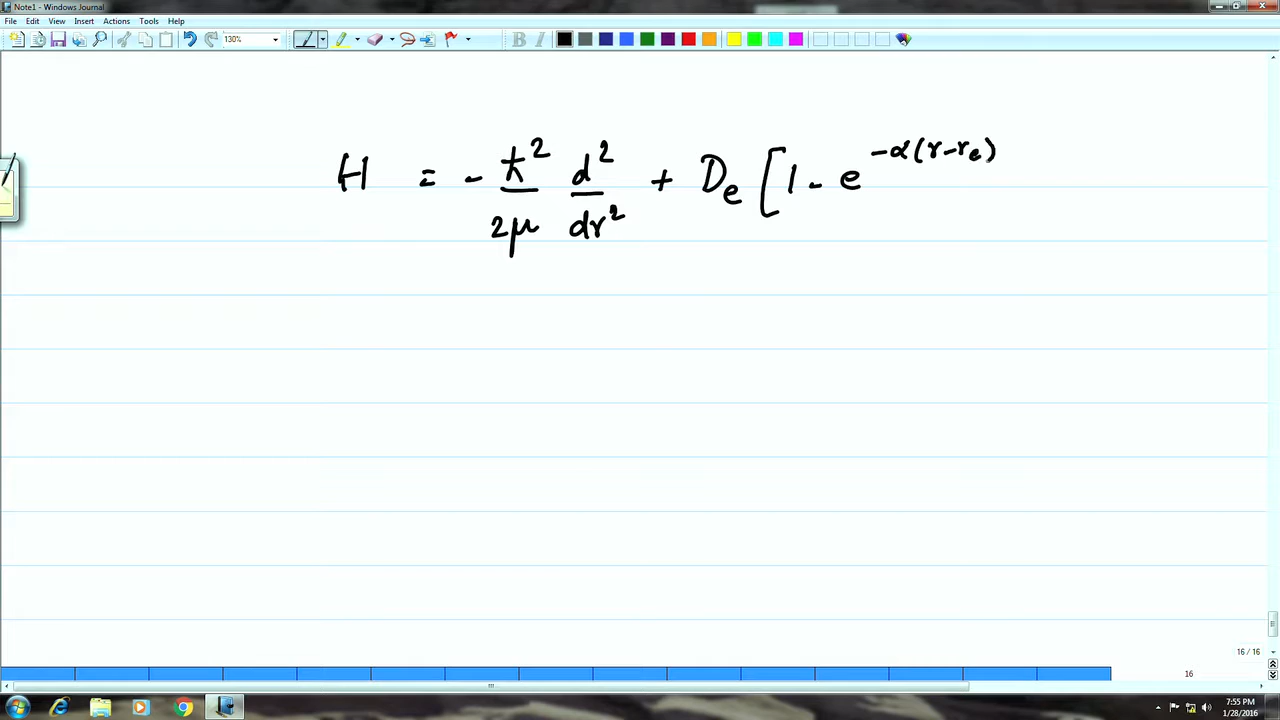 Note1 - Windows Journal
File Edit View Insert Actions Tools Help
130% B I
H = - ℏ²/2μ d²/dr² + Dₑ [1 - e^(-α(r-rₑ))
16 / 16
16
7:55 PM
1/28/2016